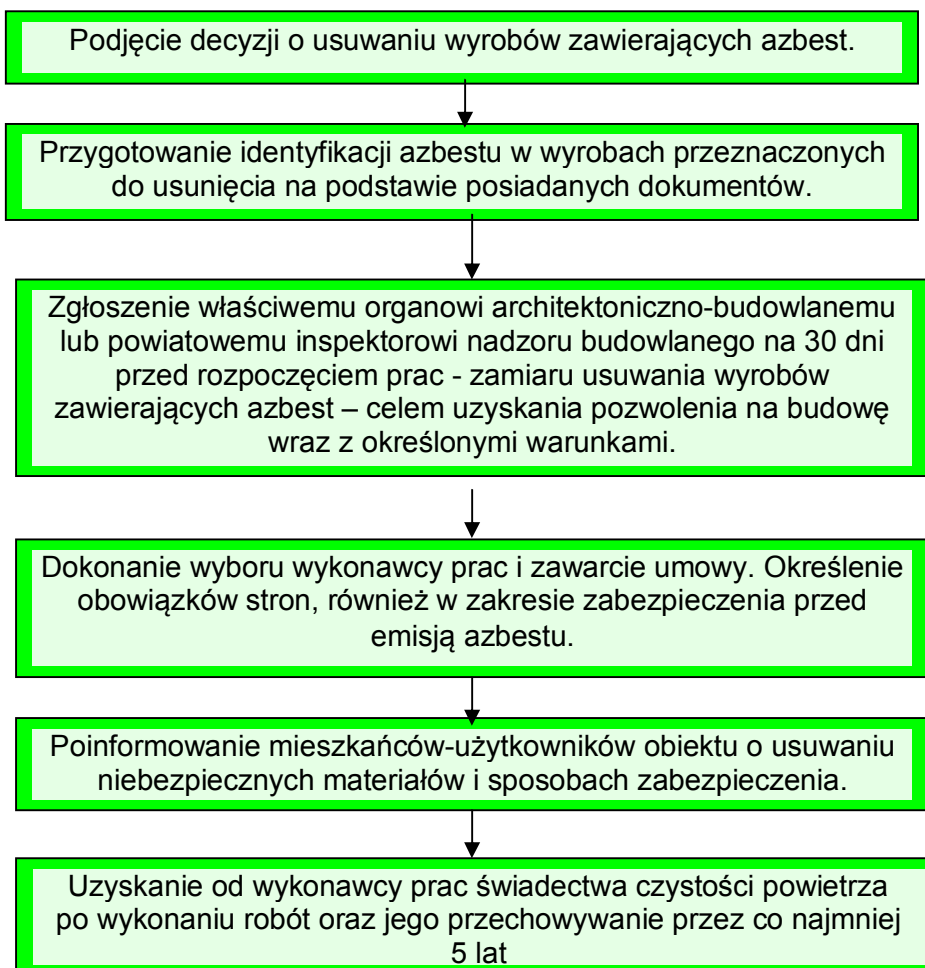 Podjęcie decyzji o usuwaniu wyrobów zawierających azbest.
Przygotowanie identyfikacji azbestu w wyrobach przeznaczonych
do usunięcia na podstawie posiadanych dokumentów.
Zgłoszenie właściwemu organowi architektoniczno-budowlanemu
lub powiatowemu inspektorowi nadzoru budowlanego na 30 dni
przed rozpoczęciem prac - zamiaru usuwania wyrobów
zawierających azbest – celem uzyskania pozwolenia na budowę
wraz z określonymi warunkami.
Dokonanie wyboru wykonawcy prac i zawarcie umowy. Określenie
obowiązków stron, również w zakresie zabezpieczenia przed
emisją azbestu.
Poinformowanie mieszkańców-użytkowników obiektu o usuwaniu
niebezpiecznych materiałów i sposobach zabezpieczenia.
Uzyskanie od wykonawcy prac świadectwa czystości powietrza
po wykonaniu robót oraz jego przechowywanie przez co najmniej
5 lat